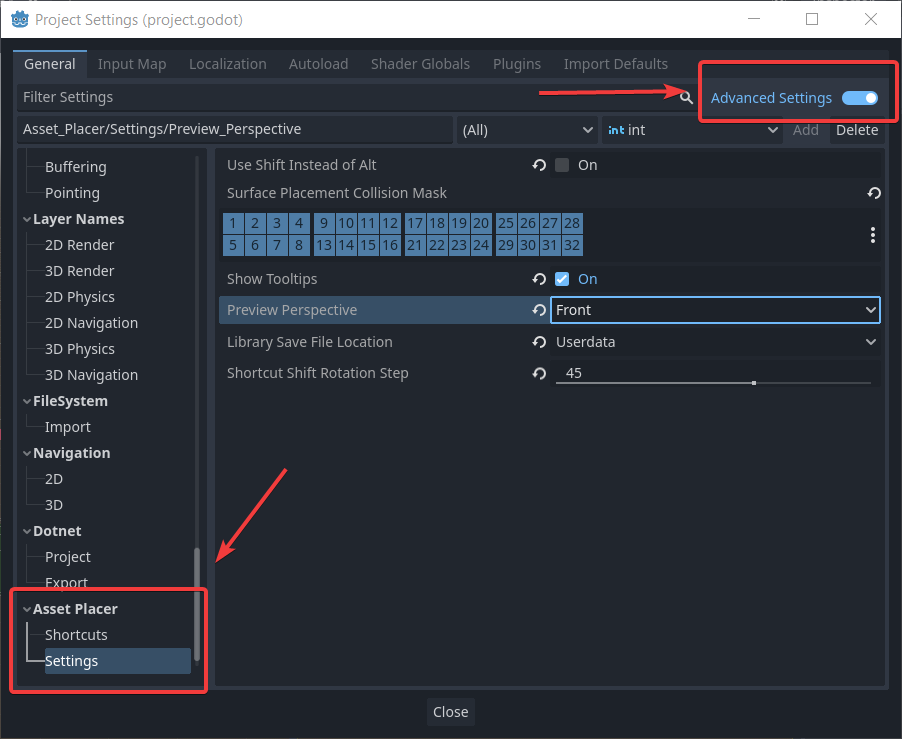 Project Settings (project.godot)
General Input Map Localization Autoload Shader Globals Plugins Import Defaults
Filter Settings Advanced Settings
Asset_Placer/Settings/Preview_Perspective (All) int int Add Delete
Buffering
Pointing
Layer Names
2D Render
3D Render
2D Physics
2D Navigation
3D Physics
3D Navigation
FileSystem
Import
Navigation
2D
3D
Dotnet
Project
Export
Asset Placer
Shortcuts
Settings
Use Shift Instead of Alt On
Surface Placement Collision Mask
1 2 3 4 9 10 11 12 17 18 19 20 25 26 27 28
5 6 7 8 13 14 15 16 21 22 23 24 29 30 31 32
Show Tooltips On
Preview Perspective Front
Library Save File Location Userdata
Shortcut Shift Rotation Step 45
Close